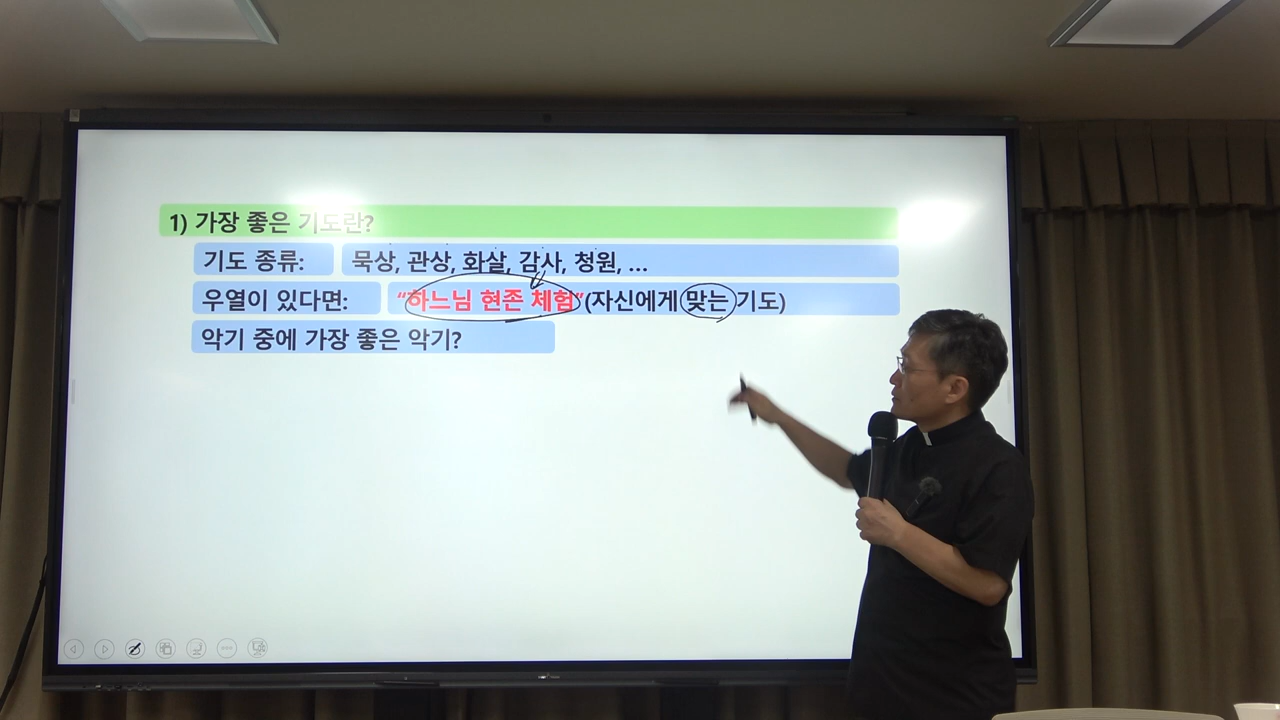 1) 가장 좋은 기도란?
기도 종류: 묵상, 관상, 화살, 감사, 청원, ...
우열이 있다면: “하느님 현존 체험”(자신에게 맞는 기도)
악기 중에 가장 좋은 악기?